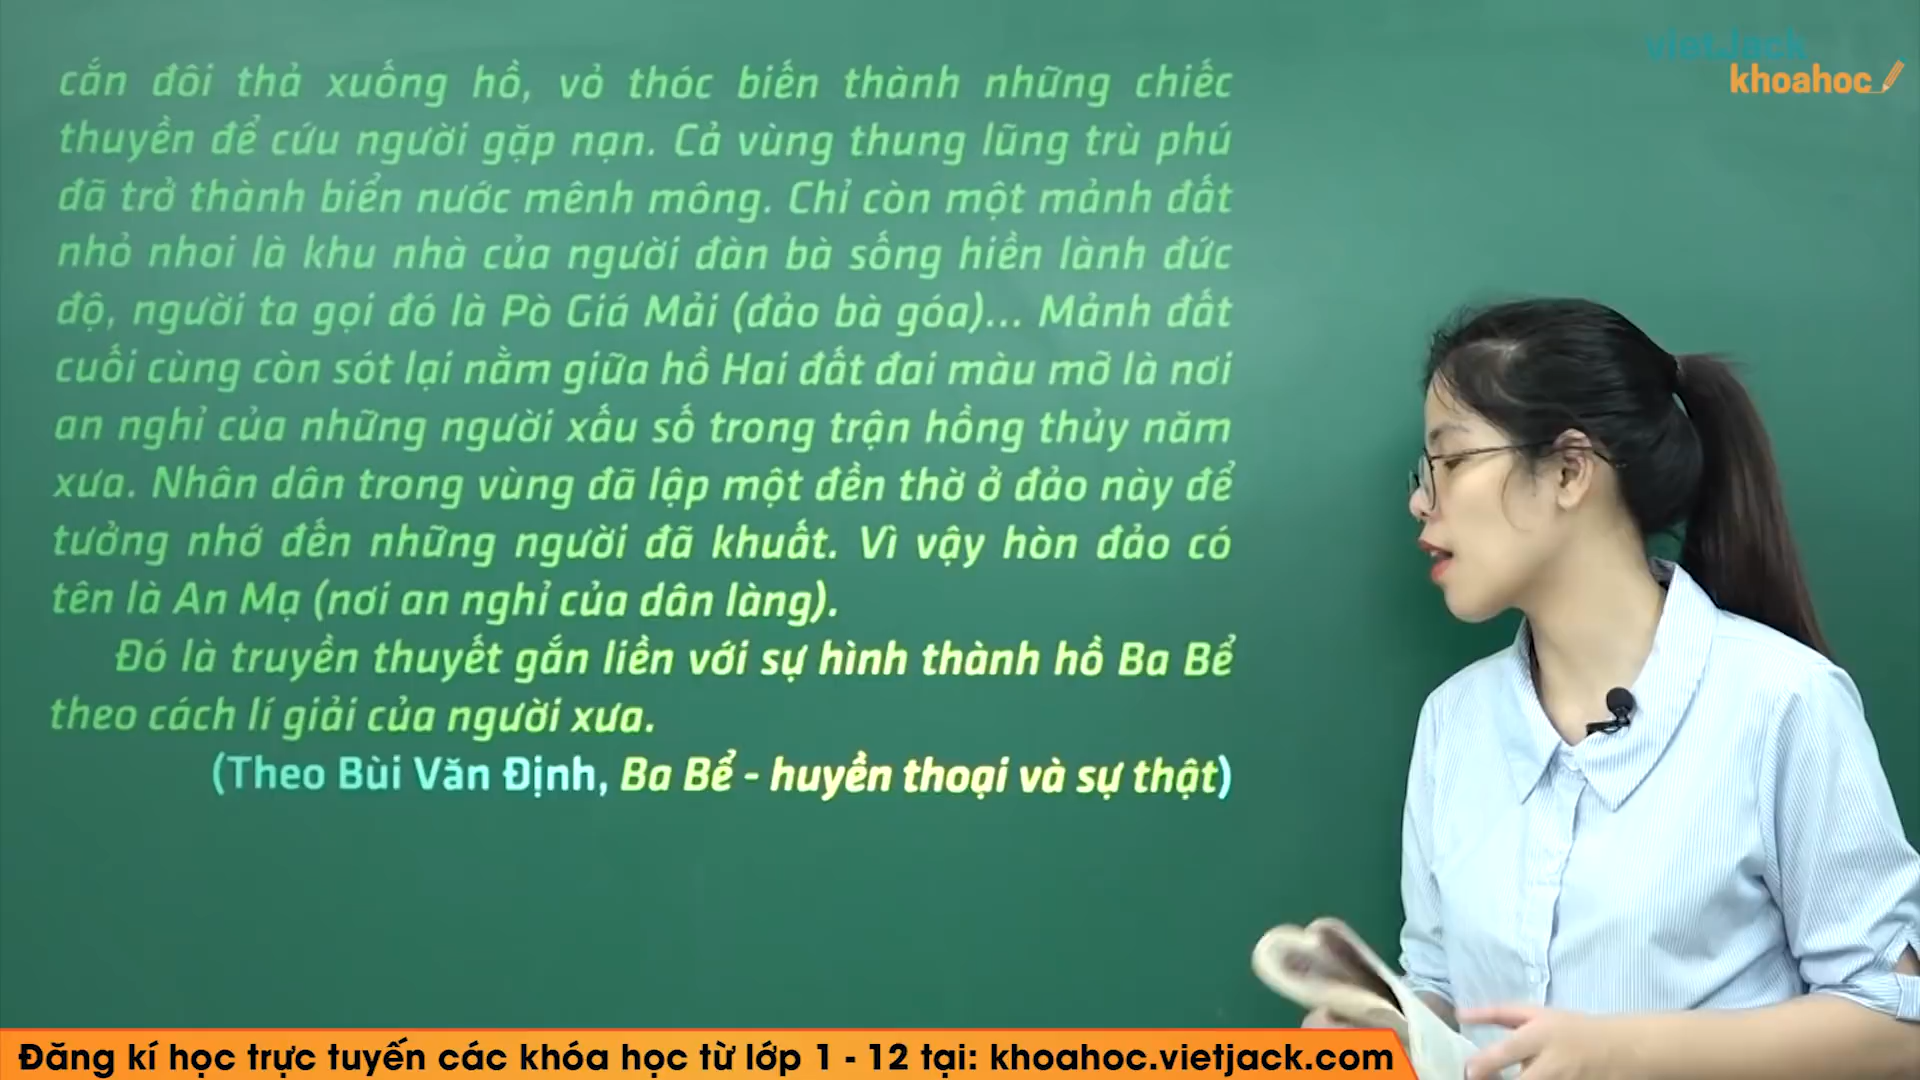 vietJack
khoahoc
cắn đôi thả xuống hồ, vỏ thóc biến thành những chiếc
thuyền để cứu người gặp nạn. Cả vùng thung lũng trù phú
đã trở thành biển nước mênh mông. Chỉ còn một mảnh đất
nhỏ nhoi là khu nhà của người đàn bà sống hiền lành đức
độ, người ta gọi đó là Pò Giá Mải (đảo bà góa)... Mảnh đất
cuối cùng còn sót lại nằm giữa hồ Hai đất đai màu mỡ là nơi
an nghỉ của những người xấu số trong trận hồng thủy năm
xưa. Nhân dân trong vùng đã lập một đền thờ ở đảo này để
tưởng nhớ đến những người đã khuất. Vì vậy hòn đảo có
tên là An Mạ (nơi an nghỉ của dân làng).
Đó là truyền thuyết gắn liền với sự hình thành hồ Ba Bể
theo cách lí giải của người xưa.
(Theo Bùi Văn Định, Ba Bể - huyền thoại và sự thật)
Đăng kí học trực tuyến các khóa học từ lớp 1 - 12 tại: khoahoc.vietjack.com